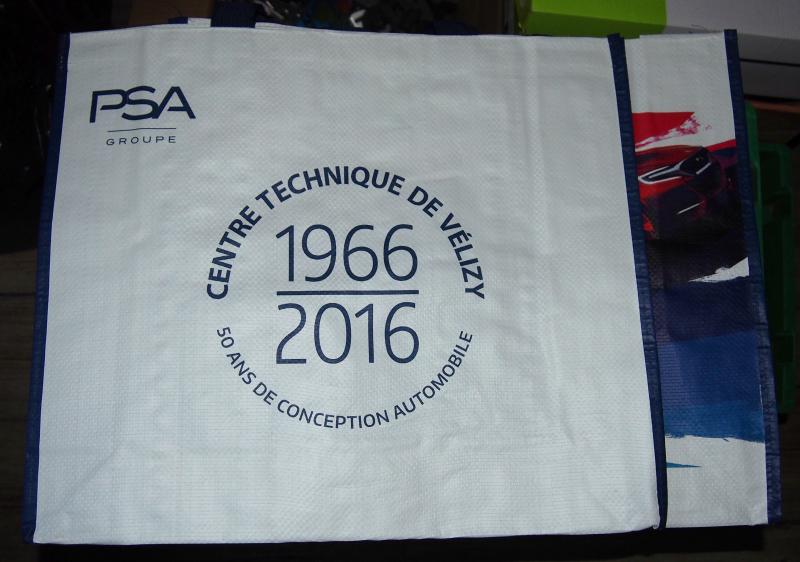 PSA
GROUPE
CENTRE TECHNIQUE DE VÉLIZY
1966
2016
50 ANS DE CONCEPTION AUTOMOBILE